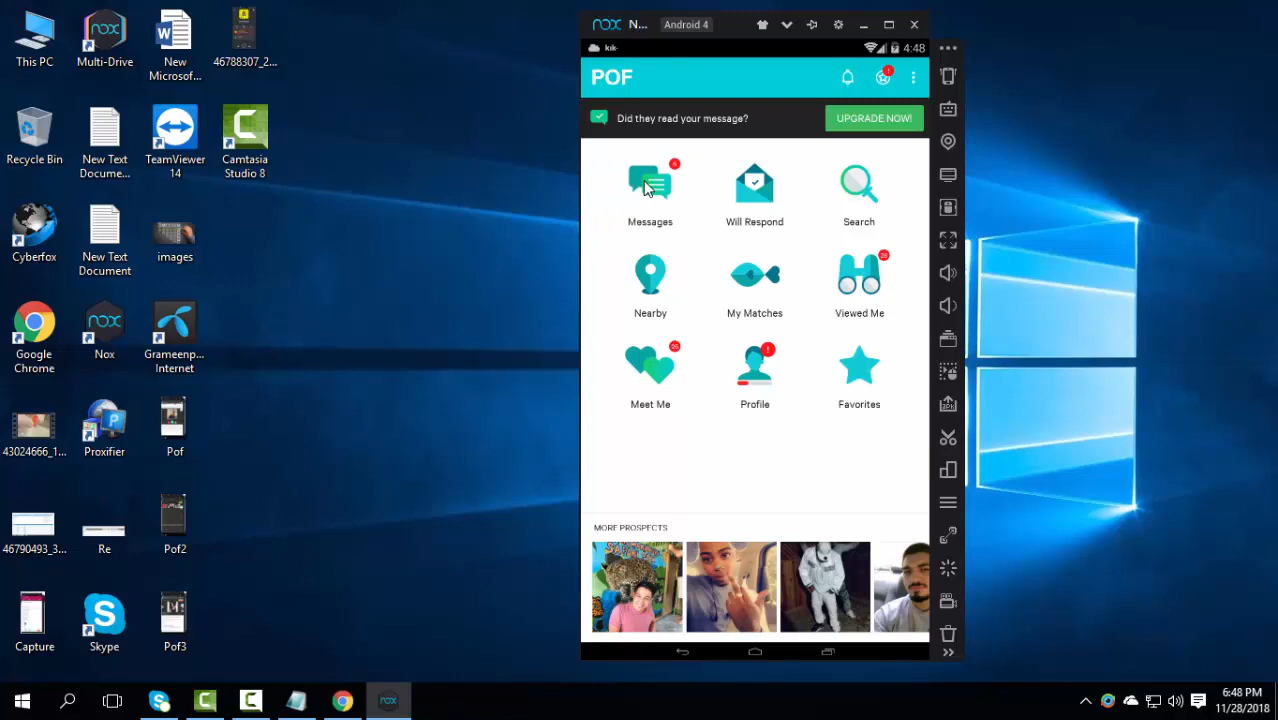 This PC
Multi-Drive
New Microsof...
46788307_2...
Recycle Bin
New Text Docume...
TeamViewer 14
Camtasia Studio 8
Cyberfox
New Text Document
images
Google Chrome
Nox
Grameenp... Internet
43024666_1...
Proxifier
Pof
46790493_3...
Re
Pof2
Capture
Skype
Pof3
nox N... Android 4
kik· 4:48
POF
Did they read your message? UPGRADE NOW!
Messages Will Respond Search
Nearby My Matches Viewed Me
Meet Me Profile Favorites
MORE PROSPECTS
6:48 PM
11/28/2018